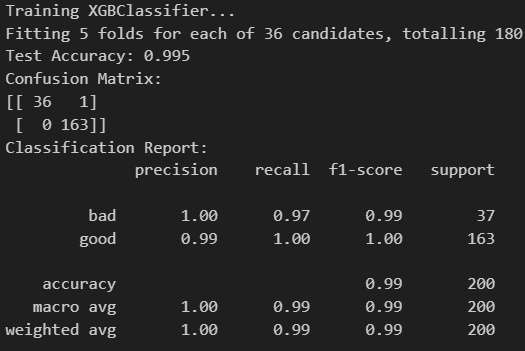 Training XGBClassifier...
Fitting 5 folds for each of 36 candidates, totalling 180
Test Accuracy: 0.995
Confusion Matrix:
[[ 36   1]
 [  0 163]]
Classification Report:
              precision    recall  f1-score   support

         bad       1.00      0.97      0.99        37
        good       0.99      1.00      1.00       163

    accuracy                           0.99       200
   macro avg       1.00      0.99      0.99       200
weighted avg       1.00      0.99      0.99       200